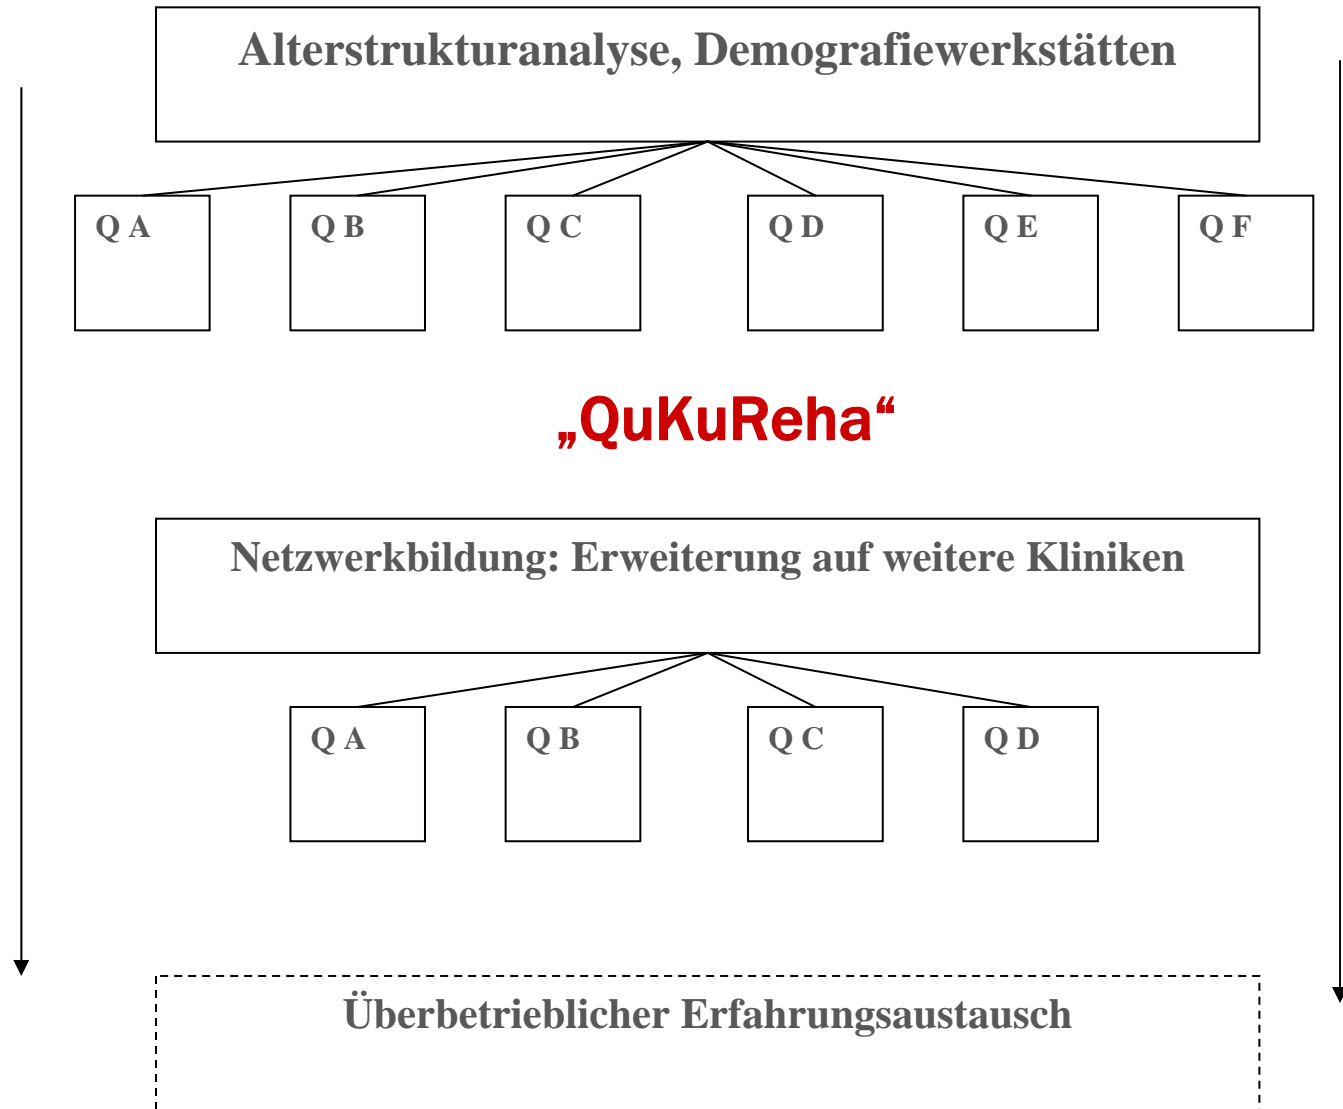 Alterstrukturanalyse, Demografiewerkstätten
Q A
Q B
Q C
Q D
Q E
Q F
„QuKuReha“
Netzwerkbildung: Erweiterung auf weitere Kliniken
Q A
Q B
Q C
Q D
Überbetrieblicher Erfahrungsaustausch